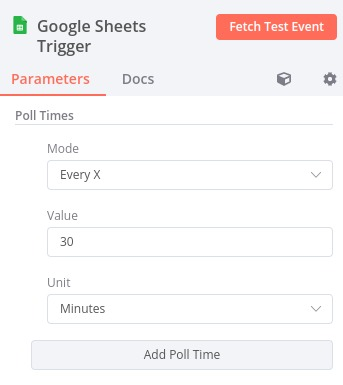 Google Sheets
Trigger
Fetch Test Event
Parameters
Docs
Poll Times
Mode
Every X
Value
30
Unit
Minutes
Add Poll Time